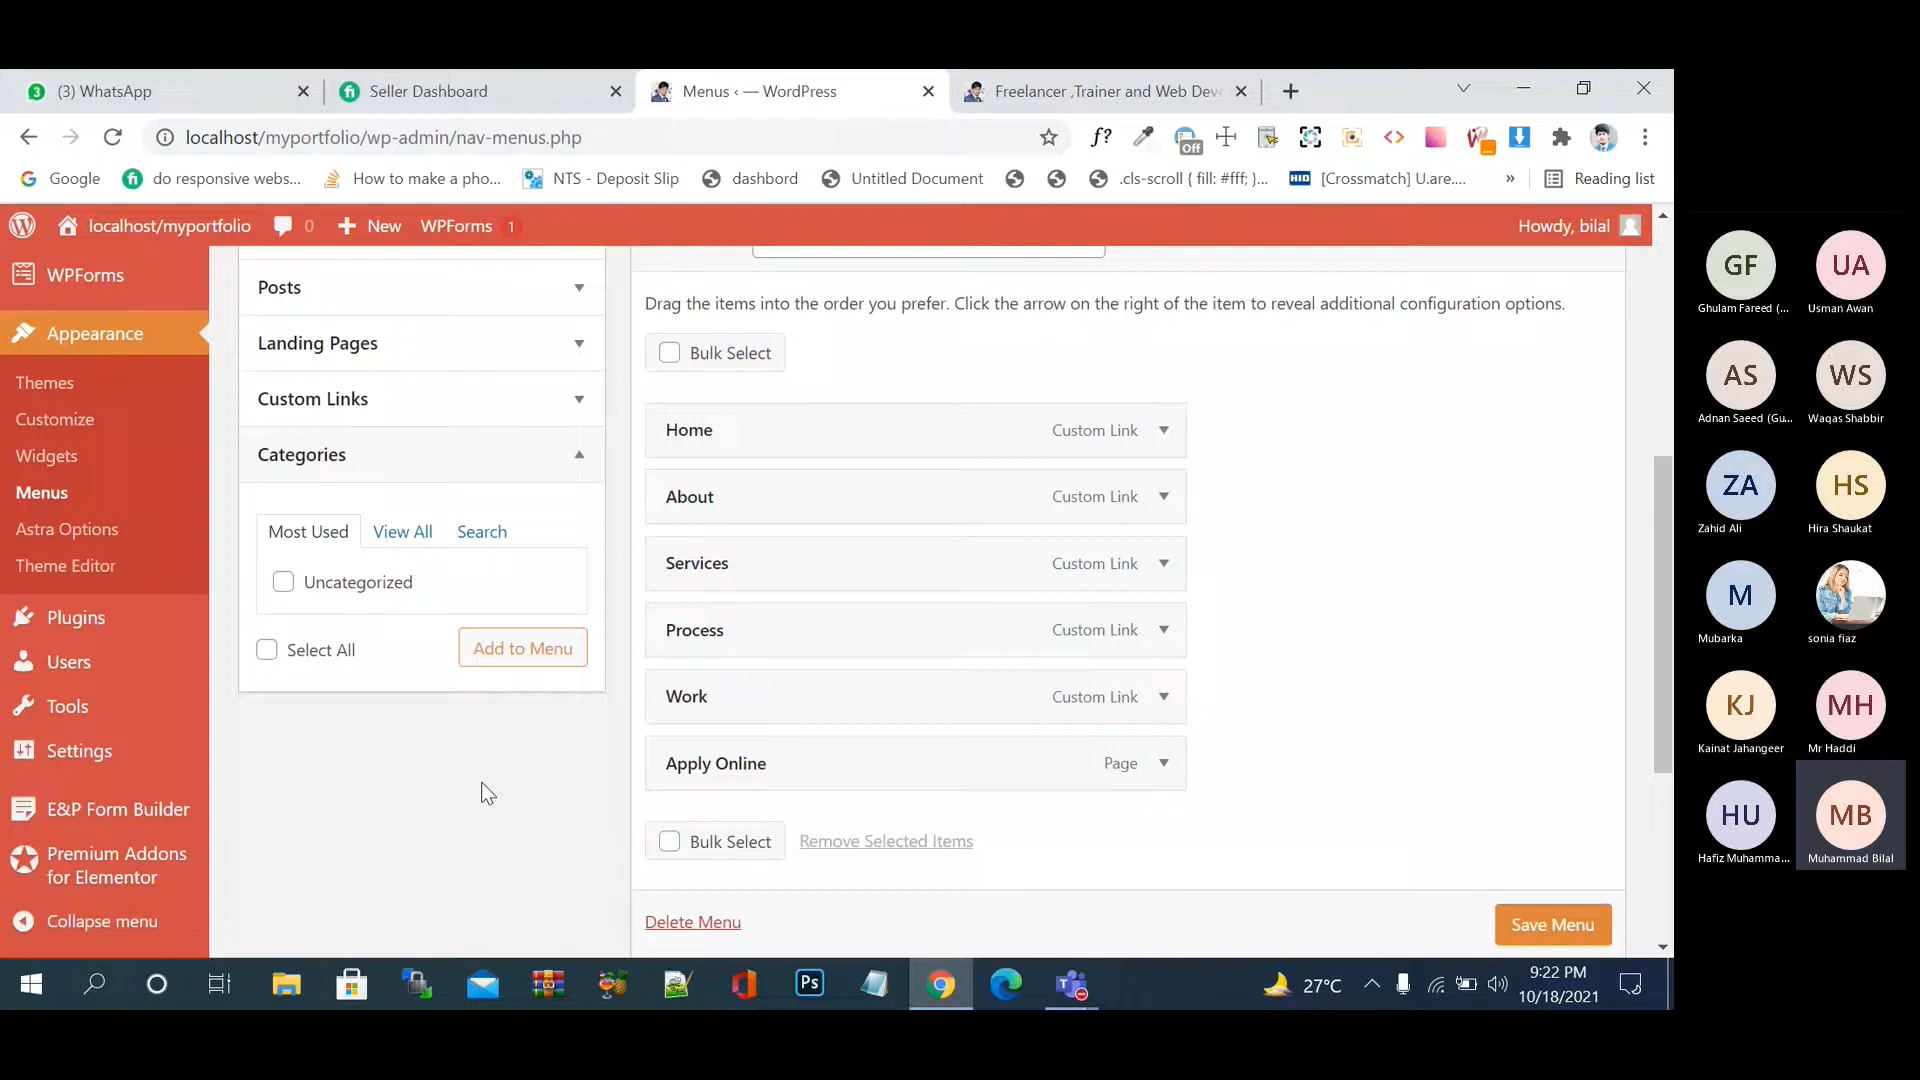 (3) WhatsApp
Seller Dashboard
Menus ‹ — WordPress
Freelancer ,Trainer and Web Deve
localhost/myportfolio/wp-admin/nav-menus.php
f?
Off
Google
do responsive webs...
How to make a pho...
NTS - Deposit Slip
dashbord
Untitled Document
.cls-scroll { fill: #fff; }...
HID
[Crossmatch] U.are....
»
Reading list
localhost/myportfolio
0
New
WPForms
1
Howdy, bilal
WPForms
Appearance
Themes
Customize
Widgets
Menus
Astra Options
Theme Editor
Plugins
Users
Tools
Settings
E&P Form Builder
Premium Addons
for Elementor
Collapse menu
Posts
Landing Pages
Custom Links
Categories
Most Used
View All
Search
Uncategorized
Select All
Add to Menu
Drag the items into the order you prefer. Click the arrow on the right of the item to reveal additional configuration options.
Bulk Select
Home
Custom Link
About
Custom Link
Services
Custom Link
Process
Custom Link
Work
Custom Link
Apply Online
Page
Bulk Select
Remove Selected Items
Delete Menu
Save Menu
GF
Ghulam Fareed (...
UA
Usman Awan
AS
Adnan Saeed (Gu...
WS
Waqas Shabbir
ZA
Zahid Ali
HS
Hira Shaukat
M
Mubarka
sonia fiaz
KJ
Kainat Jahangeer
MH
Mr Haddi
HU
Hafiz Muhamma...
MB
Muhammad Bilal
Ps
27°C
9:22 PM
10/18/2021